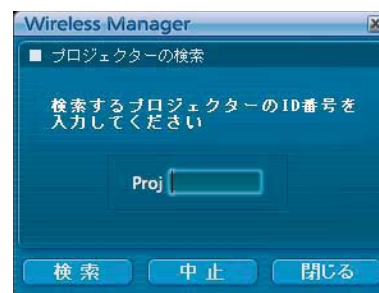 Wireless Manager
■ プロジェクターの検索
検索するプロジェクターのID番号を
入力してください
Proj
検索 中止 閉じる